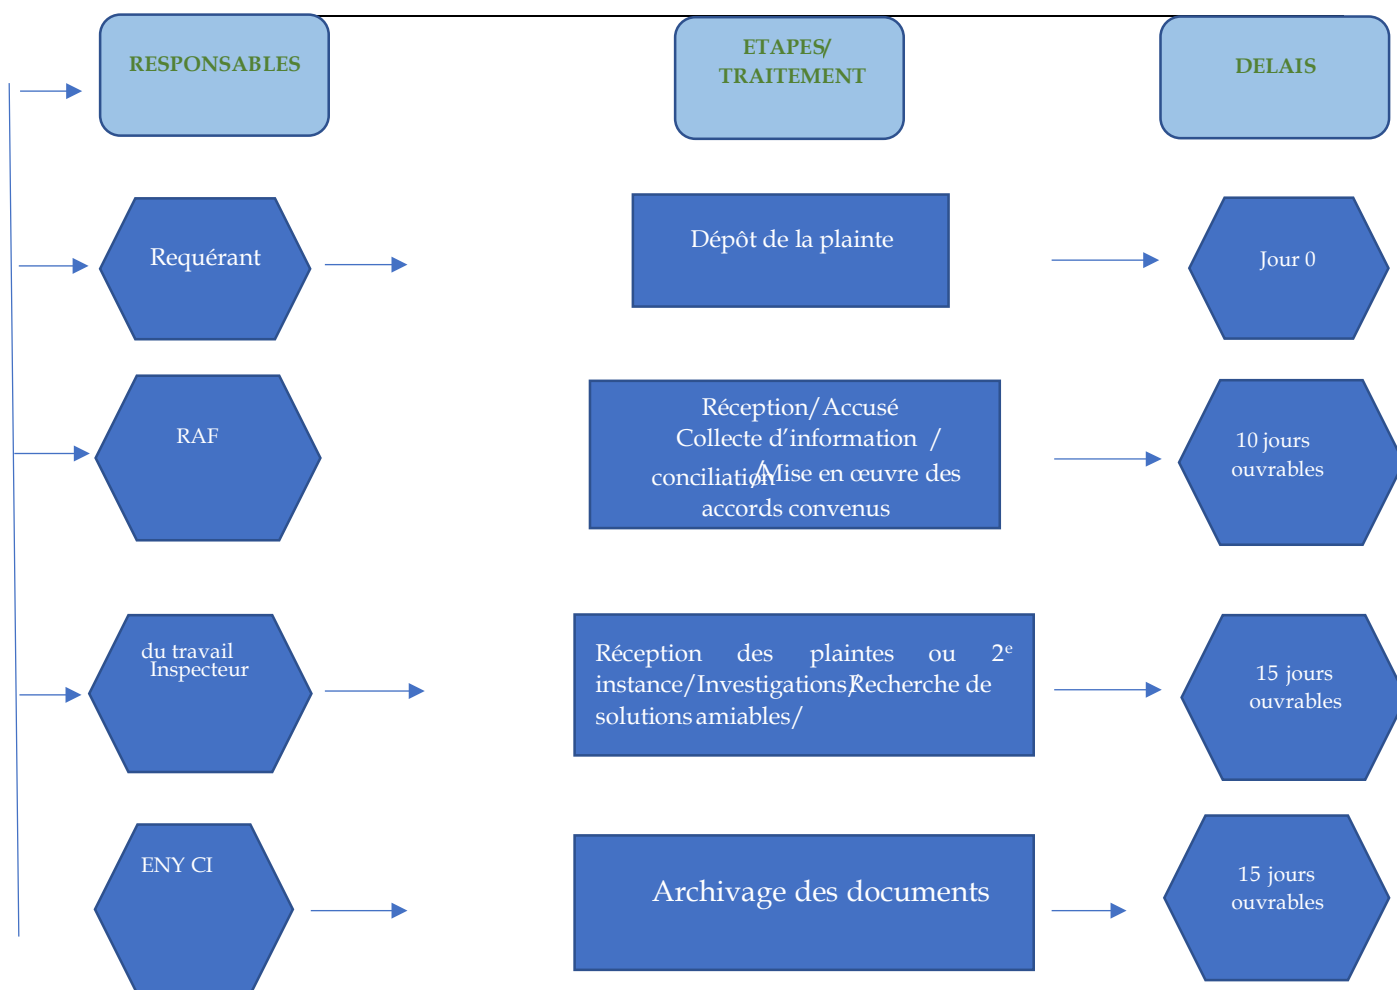 RESPONSABLES
ETAPES/
TRAITEMENT
DELAIS
Requérant
Dépôt de la plainte
Jour 0
RAF
Réception/Accusé
Collecte d’information /
conciliation/Mise en œuvre des
accords convenus
10 jours
ouvrables
du travail
Inspecteur
Réception des plaintes ou 2e
instance/Investigations/Recherche de
solutions amiables/
15 jours
ouvrables
ENY CI
Archivage des documents
15 jours
ouvrables